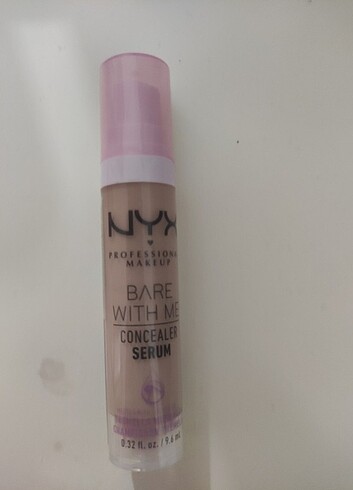 NYX
PROFESSIONAL
MAKEUP
BARE
WITH ME
CONCEALER
SERUM
0.32 fl. oz. / 9.6 mL